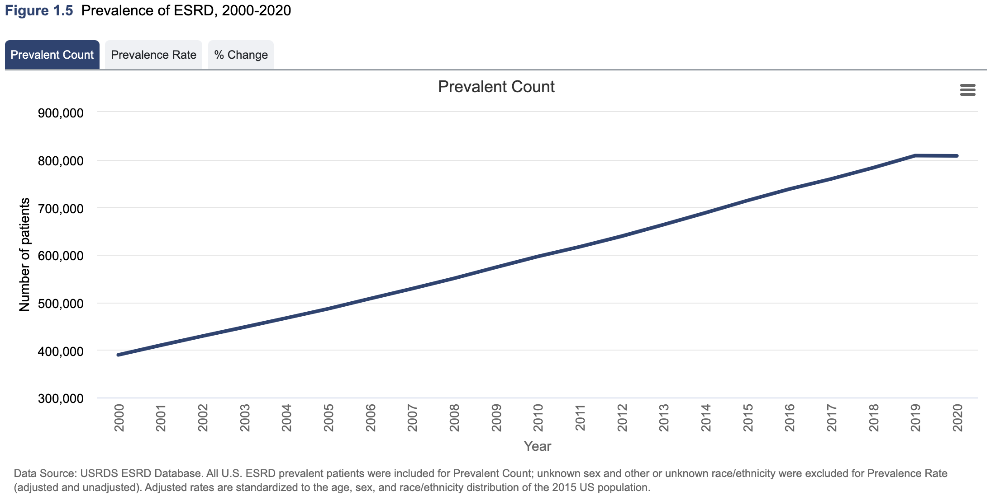 Figure 1.5 Prevalence of ESRD, 2000-2020
Prevalent Count Prevalence Rate % Change
Prevalent Count
900,000
800,000
700,000
600,000
500,000
400,000
300,000
Number of patients
2000 2001 2002 2003 2004 2005 2006 2007 2008 2009 2010 2011 2012 2013 2014 2015 2016 2017 2018 2019 2020
Year
Data Source: USRDS ESRD Database. All U.S. ESRD prevalent patients were included for Prevalent Count; unknown sex and other or unknown race/ethnicity were excluded for Prevalence Rate
(adjusted and unadjusted). Adjusted rates are standardized to the age, sex, and race/ethnicity distribution of the 2015 US population.